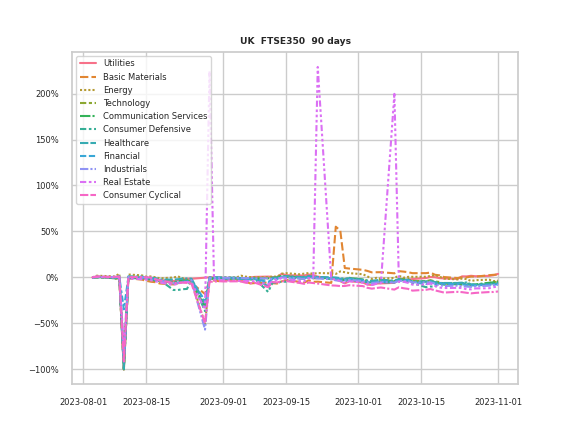 UK FTSE350 90 days
Utilities
Basic Materials
Energy
Technology
Communication Services
Consumer Defensive
Healthcare
Financial
Industrials
Real Estate
Consumer Cyclical
200%
150%
100%
50%
0%
−50%
−100%
2023-08-01 2023-08-15 2023-09-01 2023-09-15 2023-10-01 2023-10-15 2023-11-01